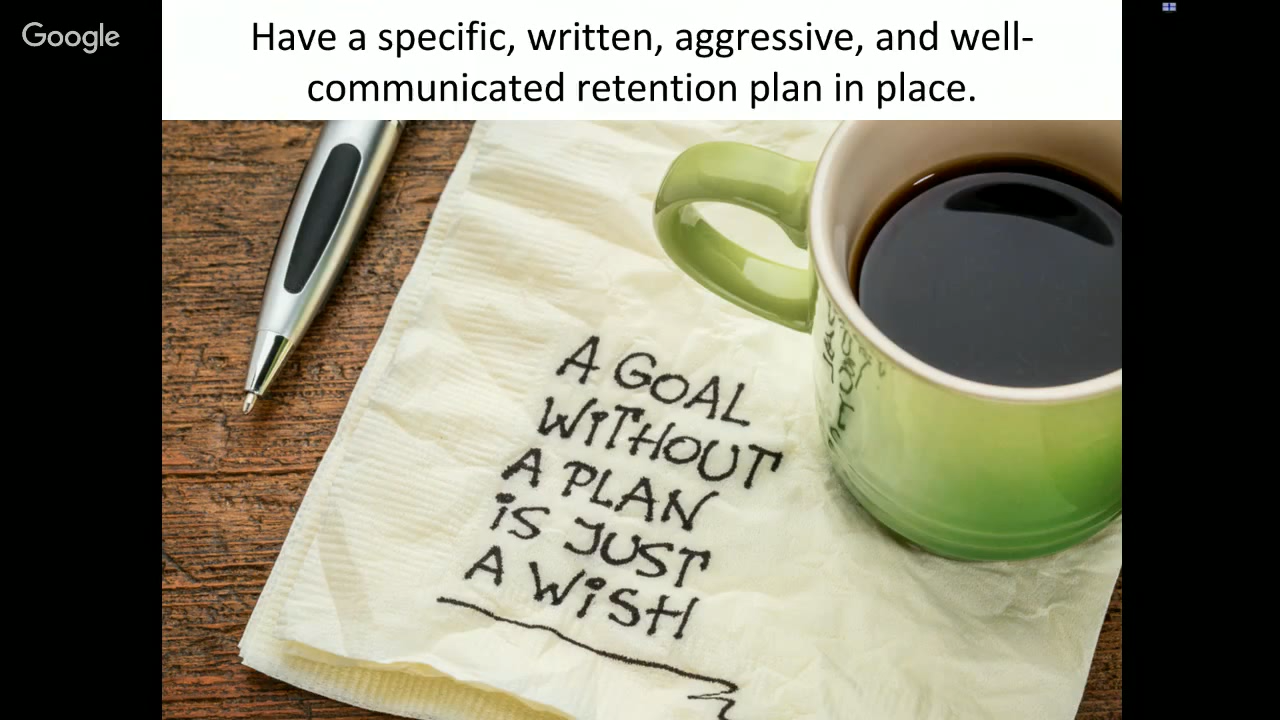 Google
Have a specific, written, aggressive, and well-
communicated retention plan in place.
A GOAL
WITHOUT
A PLAN
IS JUST
A WISH